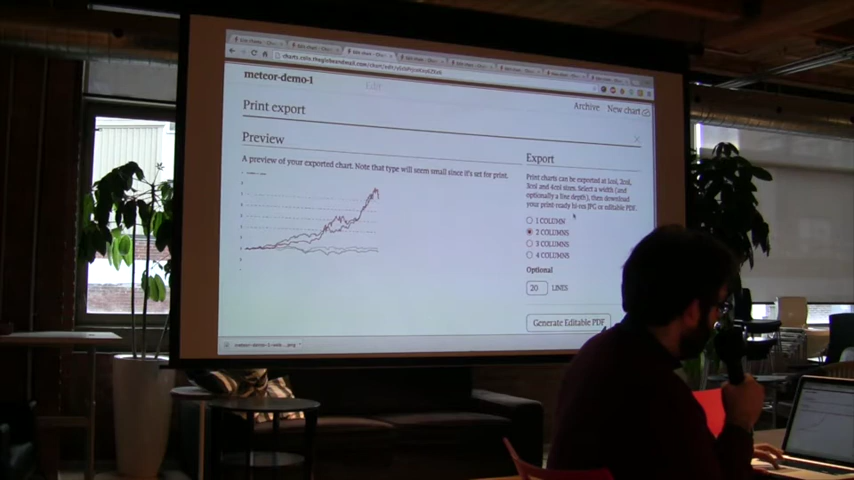 meteor-demo-1
Edit
Archive
New chart
Print export
Preview
A preview of your exported chart. Note that type will seem small since it's set for print.
Export
Print charts can be exported at 1col, 2col,
3col and 4col sizes. Select a width (and
optionally a line depth), then download
your print-ready hi-res JPG or editable PDF.
1 COLUMN
2 COLUMNS
3 COLUMNS
4 COLUMNS
Optional
20 LINES
Generate Editable PDF